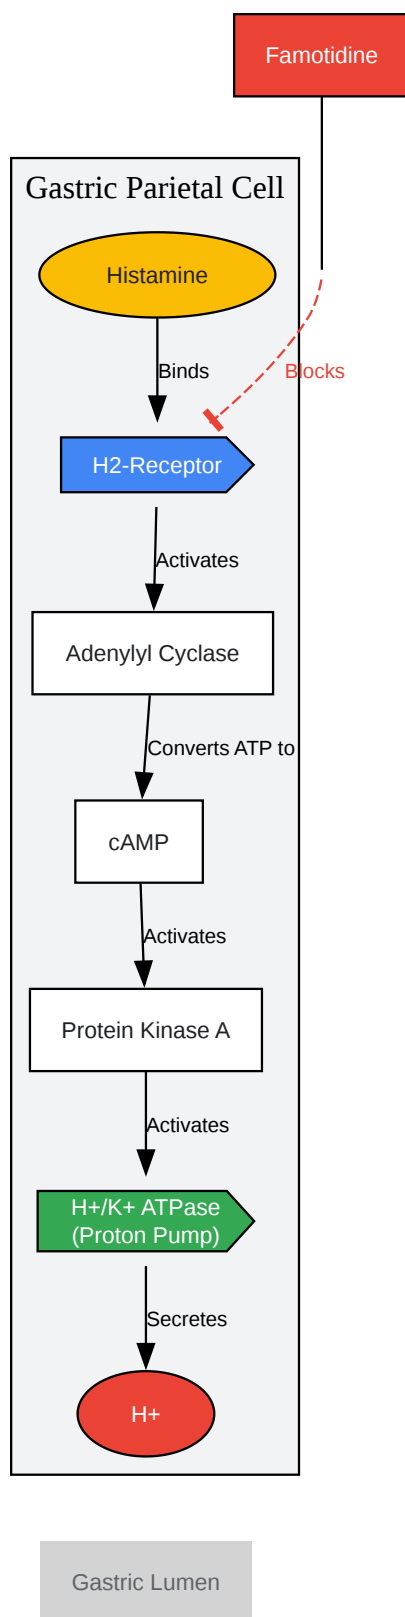 Famotidine
Gastric Parietal Cell
Histamine
Binds
Blocks
H2-Receptor
Activates
Adenylyl Cyclase
Converts ATP to
cAMP
Activates
Protein Kinase A
Activates
H+/K+ ATPase
(Proton Pump)
Secretes
H+
Gastric Lumen